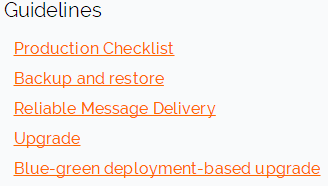 Guidelines
Production Checklist
Backup and restore
Reliable Message Delivery
Upgrade
Blue-green deployment-based upgrade